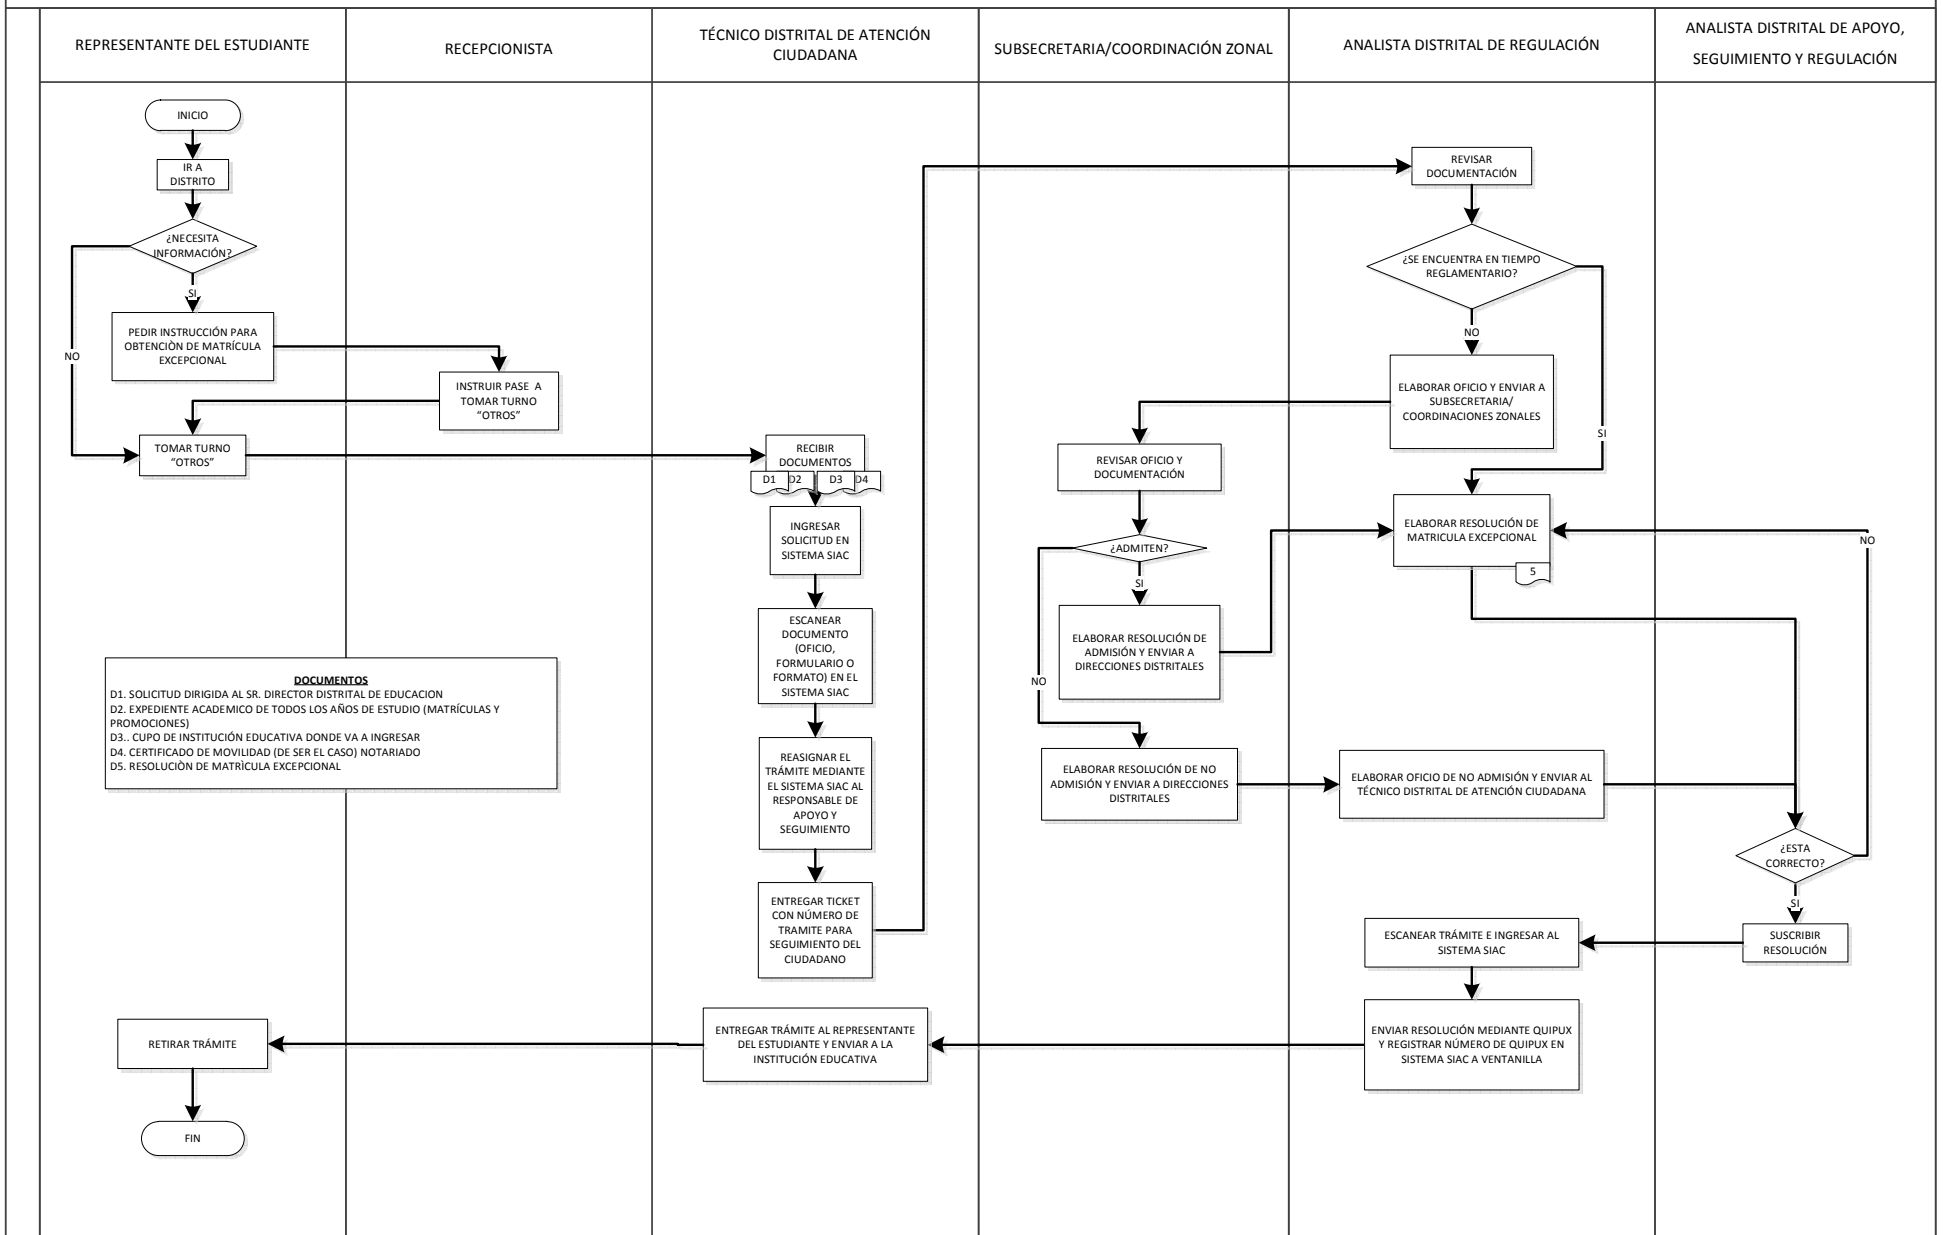 REPRESENTANTE DEL ESTUDIANTE
RECEPCIONISTA
TÉCNICO DISTRITAL DE ATENCIÓN
CIUDADANA
SUBSECRETARIA/COORDINACIÓN ZONAL
ANALISTA DISTRITAL DE REGULACIÓN
ANALISTA DISTRITAL DE APOYO,
SEGUIMIENTO Y REGULACIÓN
INICIO
IR A
DISTRITO
¿NECESITA
INFORMACIÓN?
SI
NO
PEDIR INSTRUCCIÓN PARA
OBTENCIÒN DE MATRÍCULA
EXCEPCIONAL
INSTRUIR PASE A
TOMAR TURNO
“OTROS”
TOMAR TURNO
“OTROS”
RECIBIR
DOCUMENTOS
D1
D2
D3
D4
INGRESAR
SOLICITUD EN
SISTEMA SIAC
ESCANEAR
DOCUMENTO
(OFICIO,
FORMULARIO O
FORMATO) EN EL
SISTEMA SIAC
REASIGNAR EL
TRÁMITE MEDIANTE
EL SISTEMA SIAC AL
RESPONSABLE DE
APOYO Y
SEGUIMIENTO
ENTREGAR TICKET
CON NÚMERO DE
TRAMITE PARA
SEGUIMIENTO DEL
CIUDADANO
REVISAR
DOCUMENTACIÓN
¿SE ENCUENTRA EN TIEMPO
REGLAMENTARIO?
NO
SI
ELABORAR OFICIO Y ENVIAR A
SUBSECRETARIA/
COORDINACIONES ZONALES
REVISAR OFICIO Y
DOCUMENTACIÓN
¿ADMITEN?
SI
NO
ELABORAR RESOLUCIÓN DE
ADMISIÓN Y ENVIAR A
DIRECCIONES DISTRITALES
ELABORAR RESOLUCIÓN DE
MATRICULA EXCEPCIONAL
5
NO
ELABORAR RESOLUCIÓN DE NO
ADMISIÓN Y ENVIAR A DIRECCIONES
DISTRITALES
ELABORAR OFICIO DE NO ADMISIÓN Y ENVIAR AL
TÉCNICO DISTRITAL DE ATENCIÓN CIUDADANA
¿ESTA
CORRECTO?
SI
SUSCRIBIR
RESOLUCIÓN
ESCANEAR TRÁMITE E INGRESAR AL
SISTEMA SIAC
ENVIAR RESOLUCIÓN MEDIANTE QUIPUX
Y REGISTRAR NÚMERO DE QUIPUX EN
SISTEMA SIAC A VENTANILLA
ENTREGAR TRÁMITE AL REPRESENTANTE
DEL ESTUDIANTE Y ENVIAR A LA
INSTITUCIÓN EDUCATIVA
RETIRAR TRÁMITE
FIN
DOCUMENTOS
D1. SOLICITUD DIRIGIDA AL SR. DIRECTOR DISTRITAL DE EDUCACION
D2. EXPEDIENTE ACADEMICO DE TODOS LOS AÑOS DE ESTUDIO (MATRÍCULAS Y
PROMOCIONES)
D3.. CUPO DE INSTITUCIÓN EDUCATIVA DONDE VA A INGRESAR
D4. CERTIFICADO DE MOVILIDAD (DE SER EL CASO) NOTARIADO
D5. RESOLUCIÒN DE MATRÌCULA EXCEPCIONAL